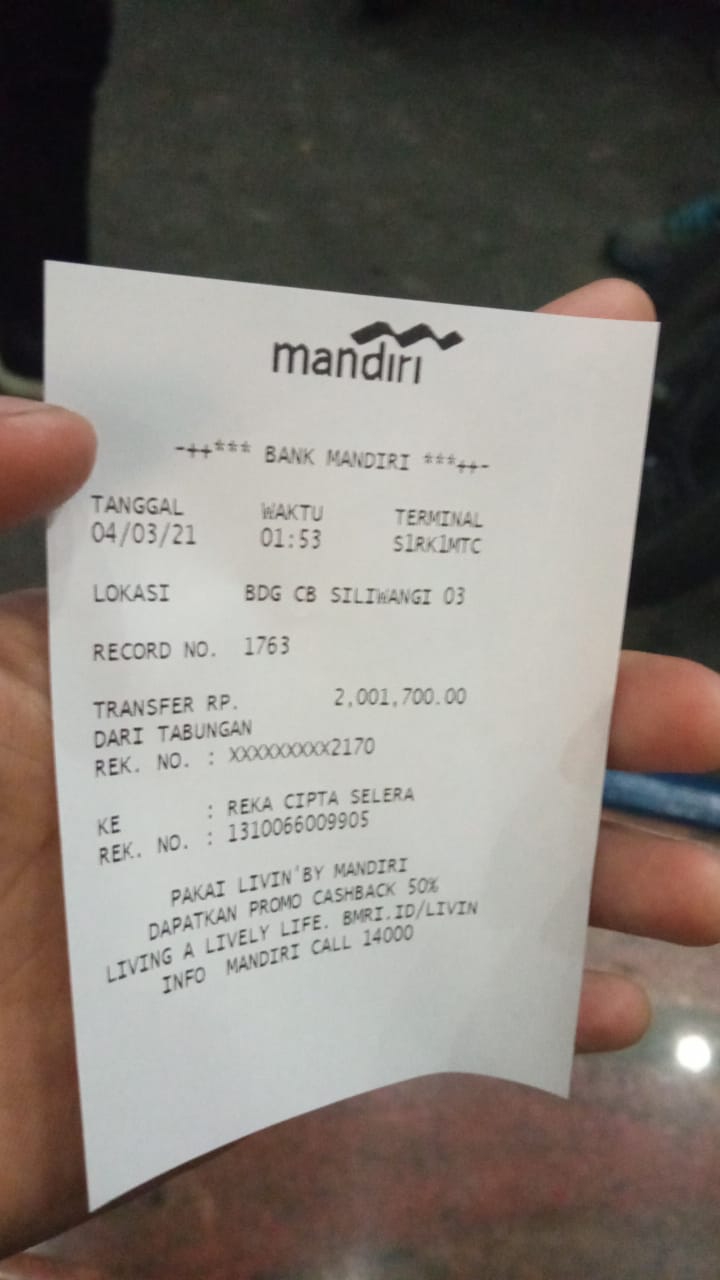 mandırı
-++*** BANK MANDIRI ***++-
TANGGAL WAKTU TERMINAL
04/03/21 01:53 S1RK1MTC
LOKASI BDG CB SILIWANGI 03
RECORD NO. 1763
TRANSFER RP. 2,001,700.00
DARI TABUNGAN
REK. NO. : XXXXXXXXX2170
KE : REKA CIPTA SELERA
REK. NO. : 1310066009905
PAKAI LIVIN'BY MANDIRI
DAPATKAN PROMO CASHBACK 50%
LIVING A LIVELY LIFE. BMRI.ID/LIVIN
INFO MANDIRI CALL 14000